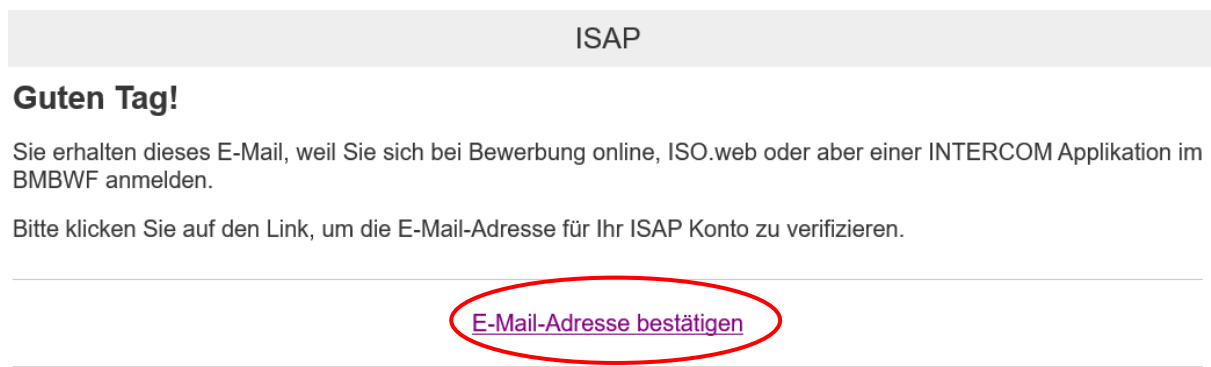 ISAP
Guten Tag!
Sie erhalten dieses E-Mail, weil Sie sich bei Bewerbung online, ISO.web oder aber einer INTERCOM Applikation im
BMBWF anmelden.
Bitte klicken Sie auf den Link, um die E-Mail-Adresse für Ihr ISAP Konto zu verifizieren.
E-Mail-Adresse bestätigen